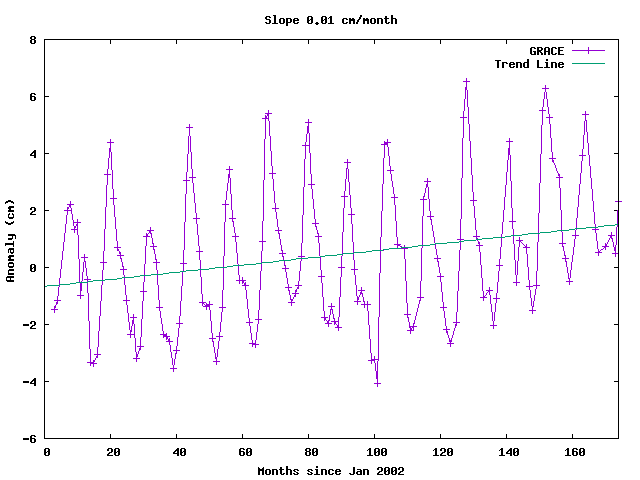 Slope 0.01 cm/month
8
GRACE
Trend Line
6
4
2
0
-2
-4
-6
Anomaly (cm)
0 20 40 60 80 100 120 140 160
Months since Jan 2002